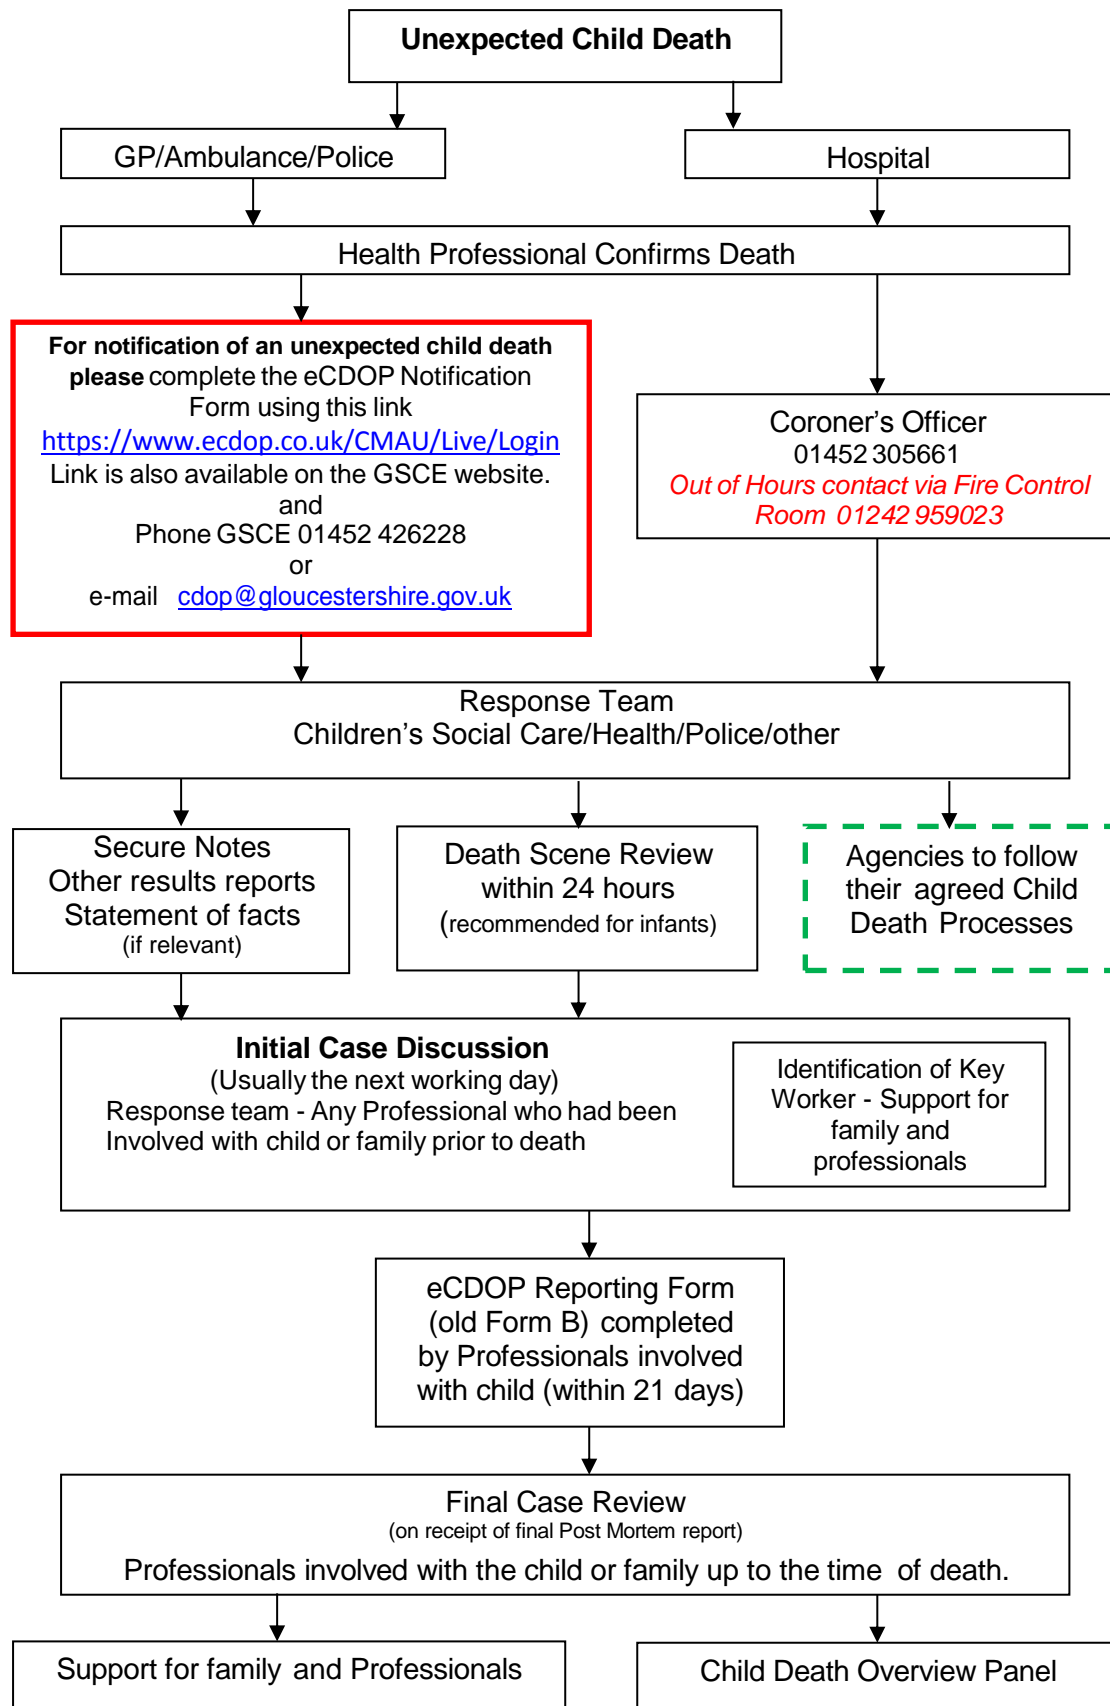 Unexpected Child Death
GP/Ambulance/Police
Hospital
Health Professional Confirms Death
For notification of an unexpected child death
please complete the eCDOP Notification
Form using this link
https://www.ecdop.co.uk/CMAU/Live/Login
Link is also available on the GSCE website.
and
Phone GSCE 01452 426228
or
e-mail cdop@gloucestershire.gov.uk
Coroner's Officer
01452 305661
Out of Hours contact via Fire Control
Room 01242 959023
Response Team
Children's Social Care/Health/Police/other
Secure Notes
Other results reports
Statement of facts
(if relevant)
Death Scene Review
within 24 hours
(recommended for infants)
Agencies to follow
their agreed Child
Death Processes
Initial Case Discussion
(Usually the next working day)
Response team - Any Professional who had been
Involved with child or family prior to death
Identification of Key
Worker - Support for
family and
professionals
eCDOP Reporting Form
(old Form B) completed
by Professionals involved
with child (within 21 days)
Final Case Review
(on receipt of final Post Mortem report)
Professionals involved with the child or family up to the time of death.
Support for family and Professionals
Child Death Overview Panel